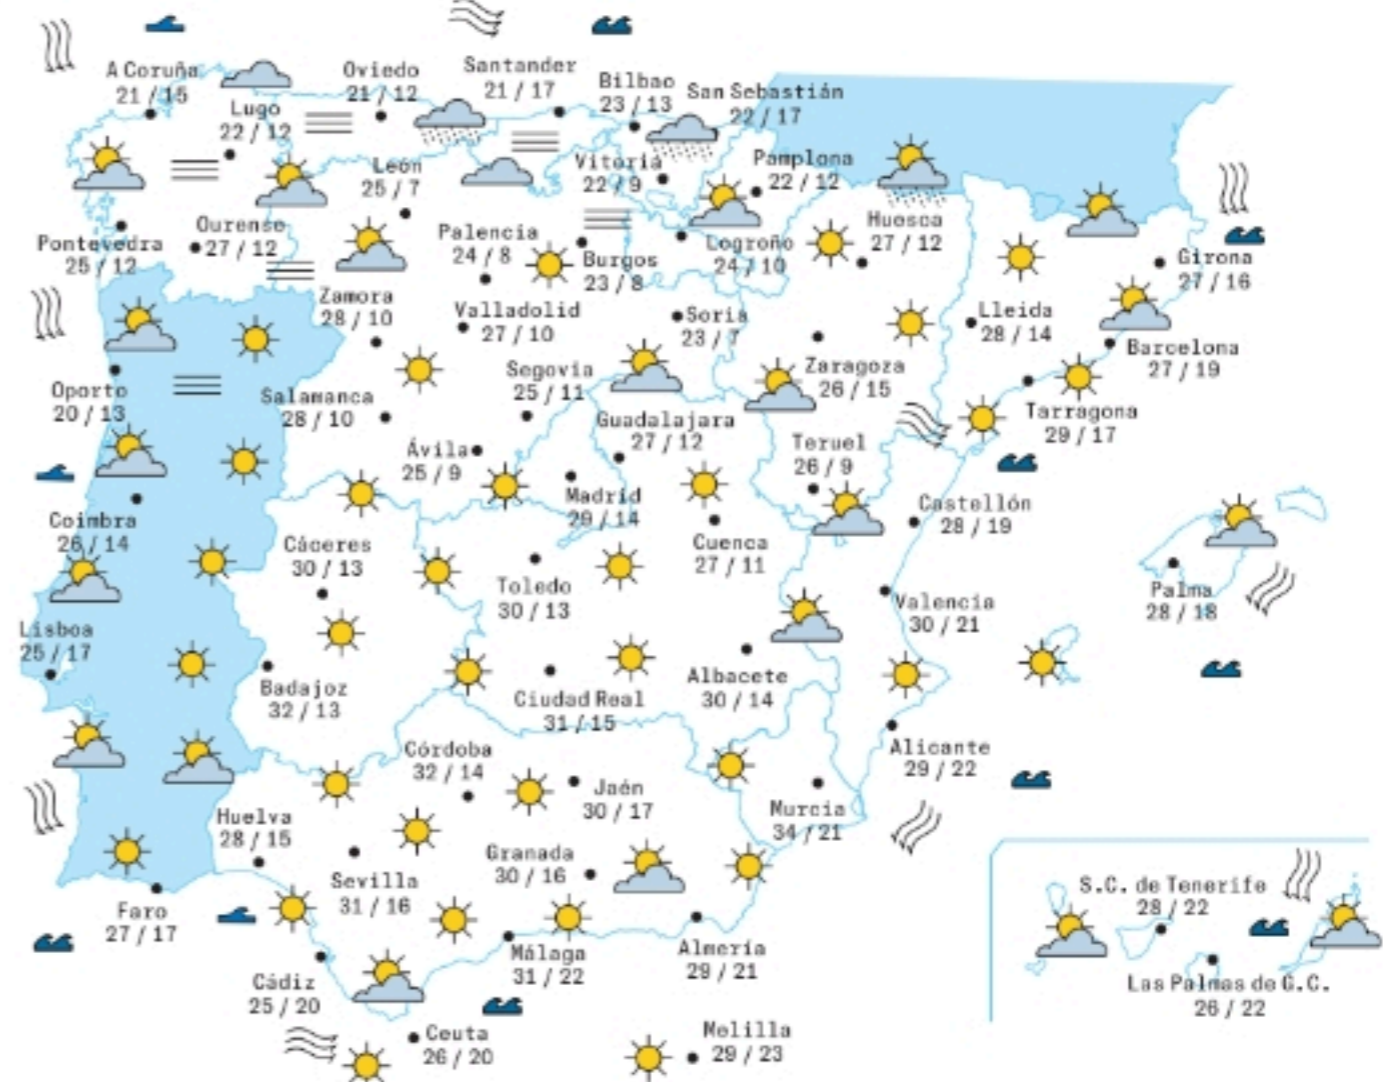 A Coruña
21 / 15
Lugo
22 / 12
Oviedo
21 / 12
Santander
21 / 17
Bilbao
23 / 13
San Sebastián
22 / 17
León
25 / 7
Vitoria
22 / 9
Pamplona
22 / 12
Pontevedra
25 / 12
Ourense
27 / 12
Palencia
24 / 8
Burgos
23 / 8
Logroño
24 / 10
Huesca
27 / 12
Girona
27 / 16
Zamora
28 / 10
Valladolid
27 / 10
Soria
23 / 7
Lleida
28 / 14
Barcelona
27 / 19
Oporto
20 / 13
Salamanca
28 / 10
Segovia
25 / 11
Zaragoza
26 / 15
Tarragona
29 / 17
Ávila
25 / 9
Guadalajara
27 / 12
Teruel
26 / 9
Madrid
29 / 14
Castellón
28 / 19
Coimbra
26 / 14
Cáceres
30 / 13
Toledo
30 / 13
Cuenca
27 / 11
Valencia
30 / 21
Palma
28 / 18
Lisboa
25 / 17
Badajoz
32 / 13
Ciudad Real
31 / 15
Albacete
30 / 14
Alicante
29 / 22
Córdoba
32 / 14
Jaén
30 / 17
Murcia
34 / 21
Huelva
28 / 15
Sevilla
31 / 16
Granada
30 / 16
Faro
27 / 17
Cádiz
25 / 20
Málaga
31 / 22
Almería
29 / 21
Ceuta
26 / 20
Melilla
29 / 23
S.C. de Tenerife
28 / 22
Las Palmas de G.C.
26 / 22